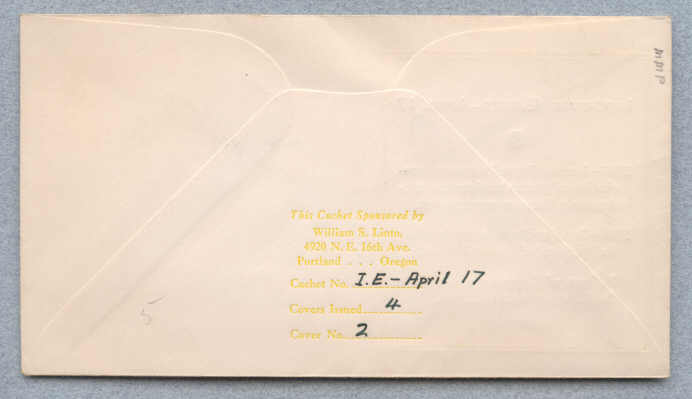 This Cachet Sponsored by
William S. Linto,
4920 N. E. 16th Ave.
Portland . . . Oregon
Cachet No. I.E.- April 17
Covers Issued 4
Cover No. 2
5